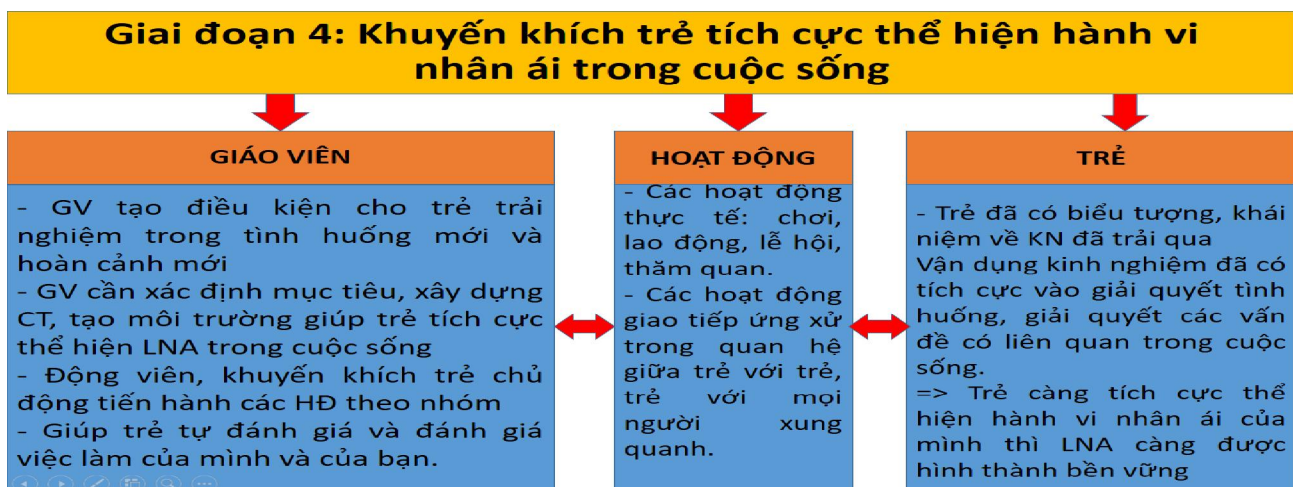 Giai đoạn 4: Khuyến khích trẻ tích cực thể hiện hành vi
nhân ái trong cuộc sống
GIÁO VIÊN
- GV tạo điều kiện cho trẻ trải
nghiệm trong tình huống mới và
hoàn cảnh mới
- GV cần xác định mục tiêu, xây dựng
CT, tạo môi trường giúp trẻ tích cực
thể hiện LNA trong cuộc sống
- Động viên, khuyến khích trẻ chủ
động tiến hành các HĐ theo nhóm
- Giúp trẻ tự đánh giá và đánh giá
việc làm của mình và của bạn.
HOẠT ĐỘNG
- Các hoạt động
thực tế: chơi,
lao động, lễ hội,
thăm quan.
- Các hoạt động
giao tiếp ứng xử
trong quan hệ
giữa trẻ với trẻ,
trẻ với mọi
người xung
quanh.
TRẺ
- Trẻ đã có biểu tượng, khái
niệm về KN đã trải qua
Vận dụng kinh nghiệm đã có
tích cực vào giải quyết tình
huống, giải quyết các vấn
đề có liên quan trong cuộc
sống.
=> Trẻ càng tích cực thể
hiện hành vi nhân ái của
mình thì LNA càng được
hình thành bền vững